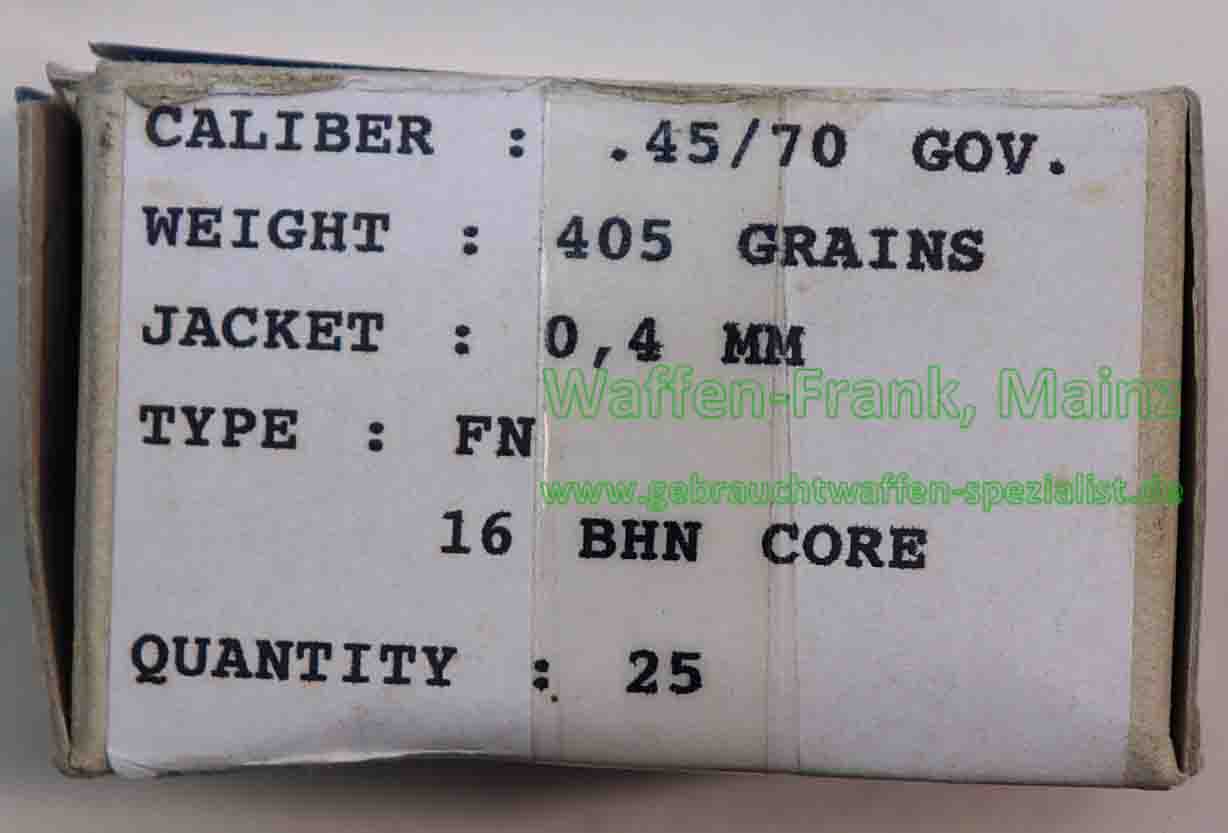 CALIBER : .45/70 GOV.
WEIGHT : 405 GRAINS
JACKET : 0,4 MM
Waffen-Frank, Mainz
TYPE : FN
www.gebrauchtwaffen-spezialist.de
16 BHN CORE
QUANTITY : 25